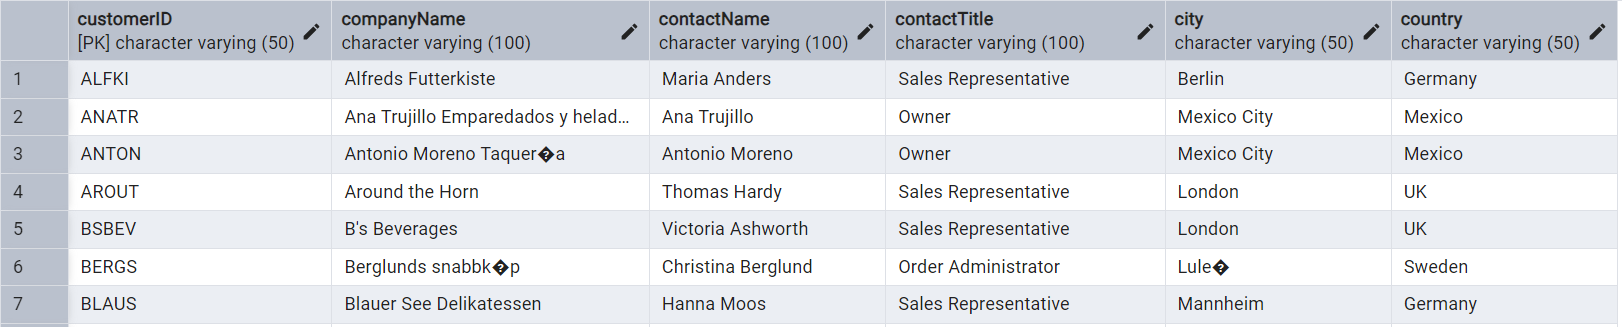 customerID companyName contactName contactTitle city country
[PK] character varying (50) character varying (100) character varying (100) character varying (100) character varying (50) character varying (50)
1 ALFKI Alfreds Futterkiste Maria Anders Sales Representative Berlin Germany
2 ANATR Ana Trujillo Emparedados y helad... Ana Trujillo Owner Mexico City Mexico
3 ANTON Antonio Moreno Taquer�a Antonio Moreno Owner Mexico City Mexico
4 AROUT Around the Horn Thomas Hardy Sales Representative London UK
5 BSBEV B's Beverages Victoria Ashworth Sales Representative London UK
6 BERGS Berglunds snabbk�p Christina Berglund Order Administrator Lule� Sweden
7 BLAUS Blauer See Delikatessen Hanna Moos Sales Representative Mannheim Germany